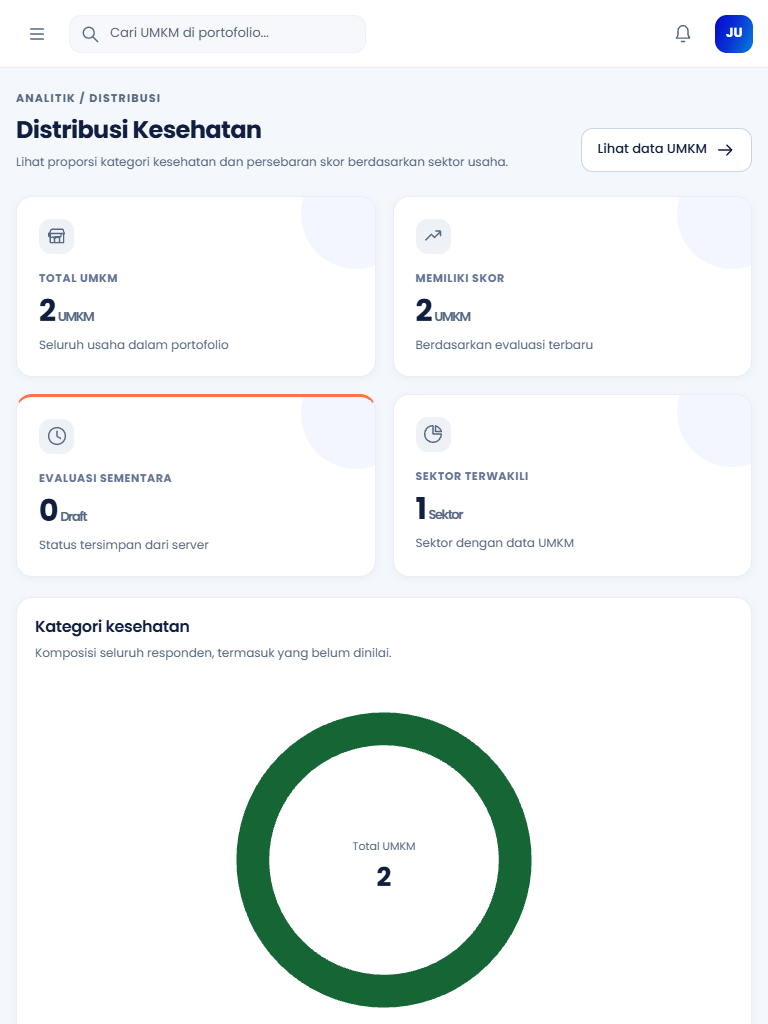 Cari UMKM di portofolio...
JU
ANALITIK / DISTRIBUSI
Distribusi Kesehatan
Lihat proporsi kategori kesehatan dan persebaran skor berdasarkan sektor usaha.
Lihat data UMKM
TOTAL UMKM
2 UMKM
Seluruh usaha dalam portofolio
MEMILIKI SKOR
2 UMKM
Berdasarkan evaluasi terbaru
EVALUASI SEMENTARA
0 Draft
Status tersimpan dari server
SEKTOR TERWAKILI
1 Sektor
Sektor dengan data UMKM
Kategori kesehatan
Komposisi seluruh responden, termasuk yang belum dinilai.
Total UMKM
2